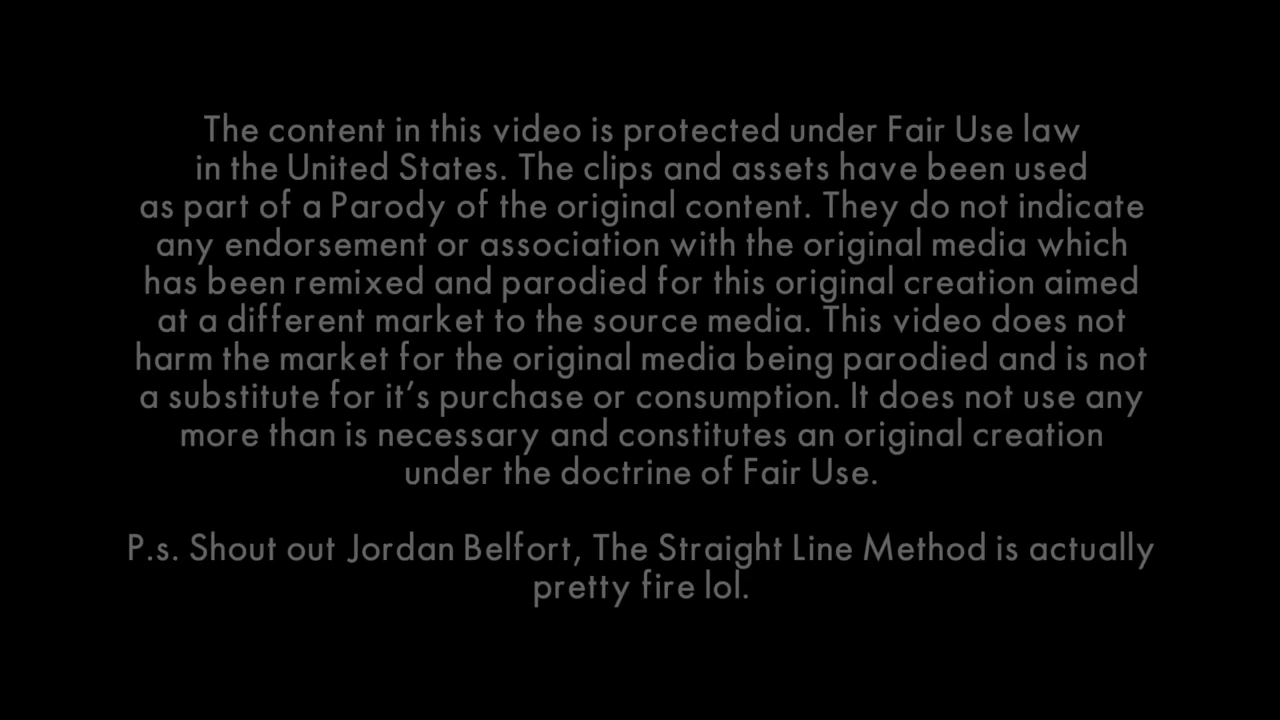 The content in this video is protected under Fair Use law
in the United States. The clips and assets have been used
as part of a Parody of the original content. They do not indicate
any endorsement or association with the original media which
has been remixed and parodied for this original creation aimed
at a different market to the source media. This video does not
harm the market for the original media being parodied and is not
a substitute for it’s purchase or consumption. It does not use any
more than is necessary and constitutes an original creation
under the doctrine of Fair Use.
P.s. Shout out Jordan Belfort, The Straight Line Method is actually
pretty fire lol.